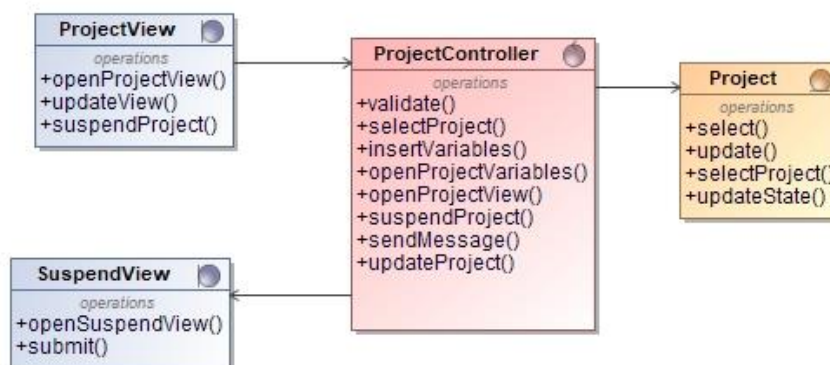 ProjectView
operations
+openProjectView()
+updateView()
+suspendProject()
ProjectController
operations
+validate()
+selectProject()
+insertVariables()
+openProjectVariables()
+openProjectView()
+suspendProject()
+sendMessage()
+updateProject()
Project
operations
+select()
+update()
+selectProject()
+updateState()
SuspendView
operations
+openSuspendView()
+submit()